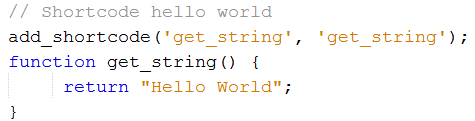 // Shortcode hello world
add_shortcode('get_string', 'get_string');
function get_string() {
return "Hello World";
}